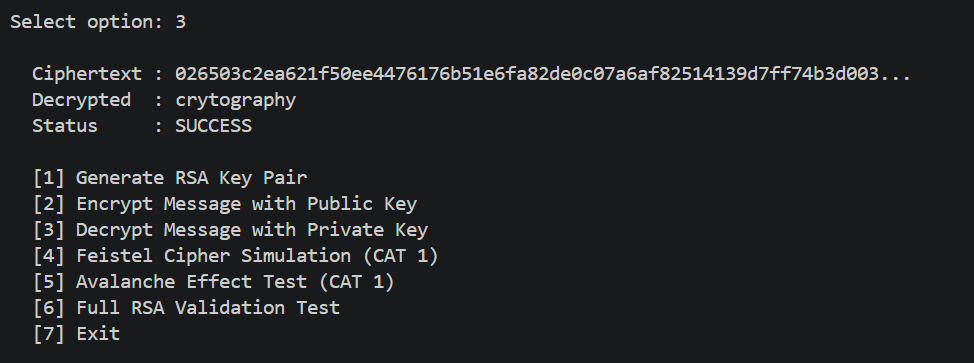 Select option: 3
Ciphertext : 026503c2ea621f50ee4476176b51e6fa82de0c07a6af82514139d7ff74b3d003...
Decrypted  : crytography
Status     : SUCCESS
[1] Generate RSA Key Pair
[2] Encrypt Message with Public Key
[3] Decrypt Message with Private Key
[4] Feistel Cipher Simulation (CAT 1)
[5] Avalanche Effect Test (CAT 1)
[6] Full RSA Validation Test
[7] Exit